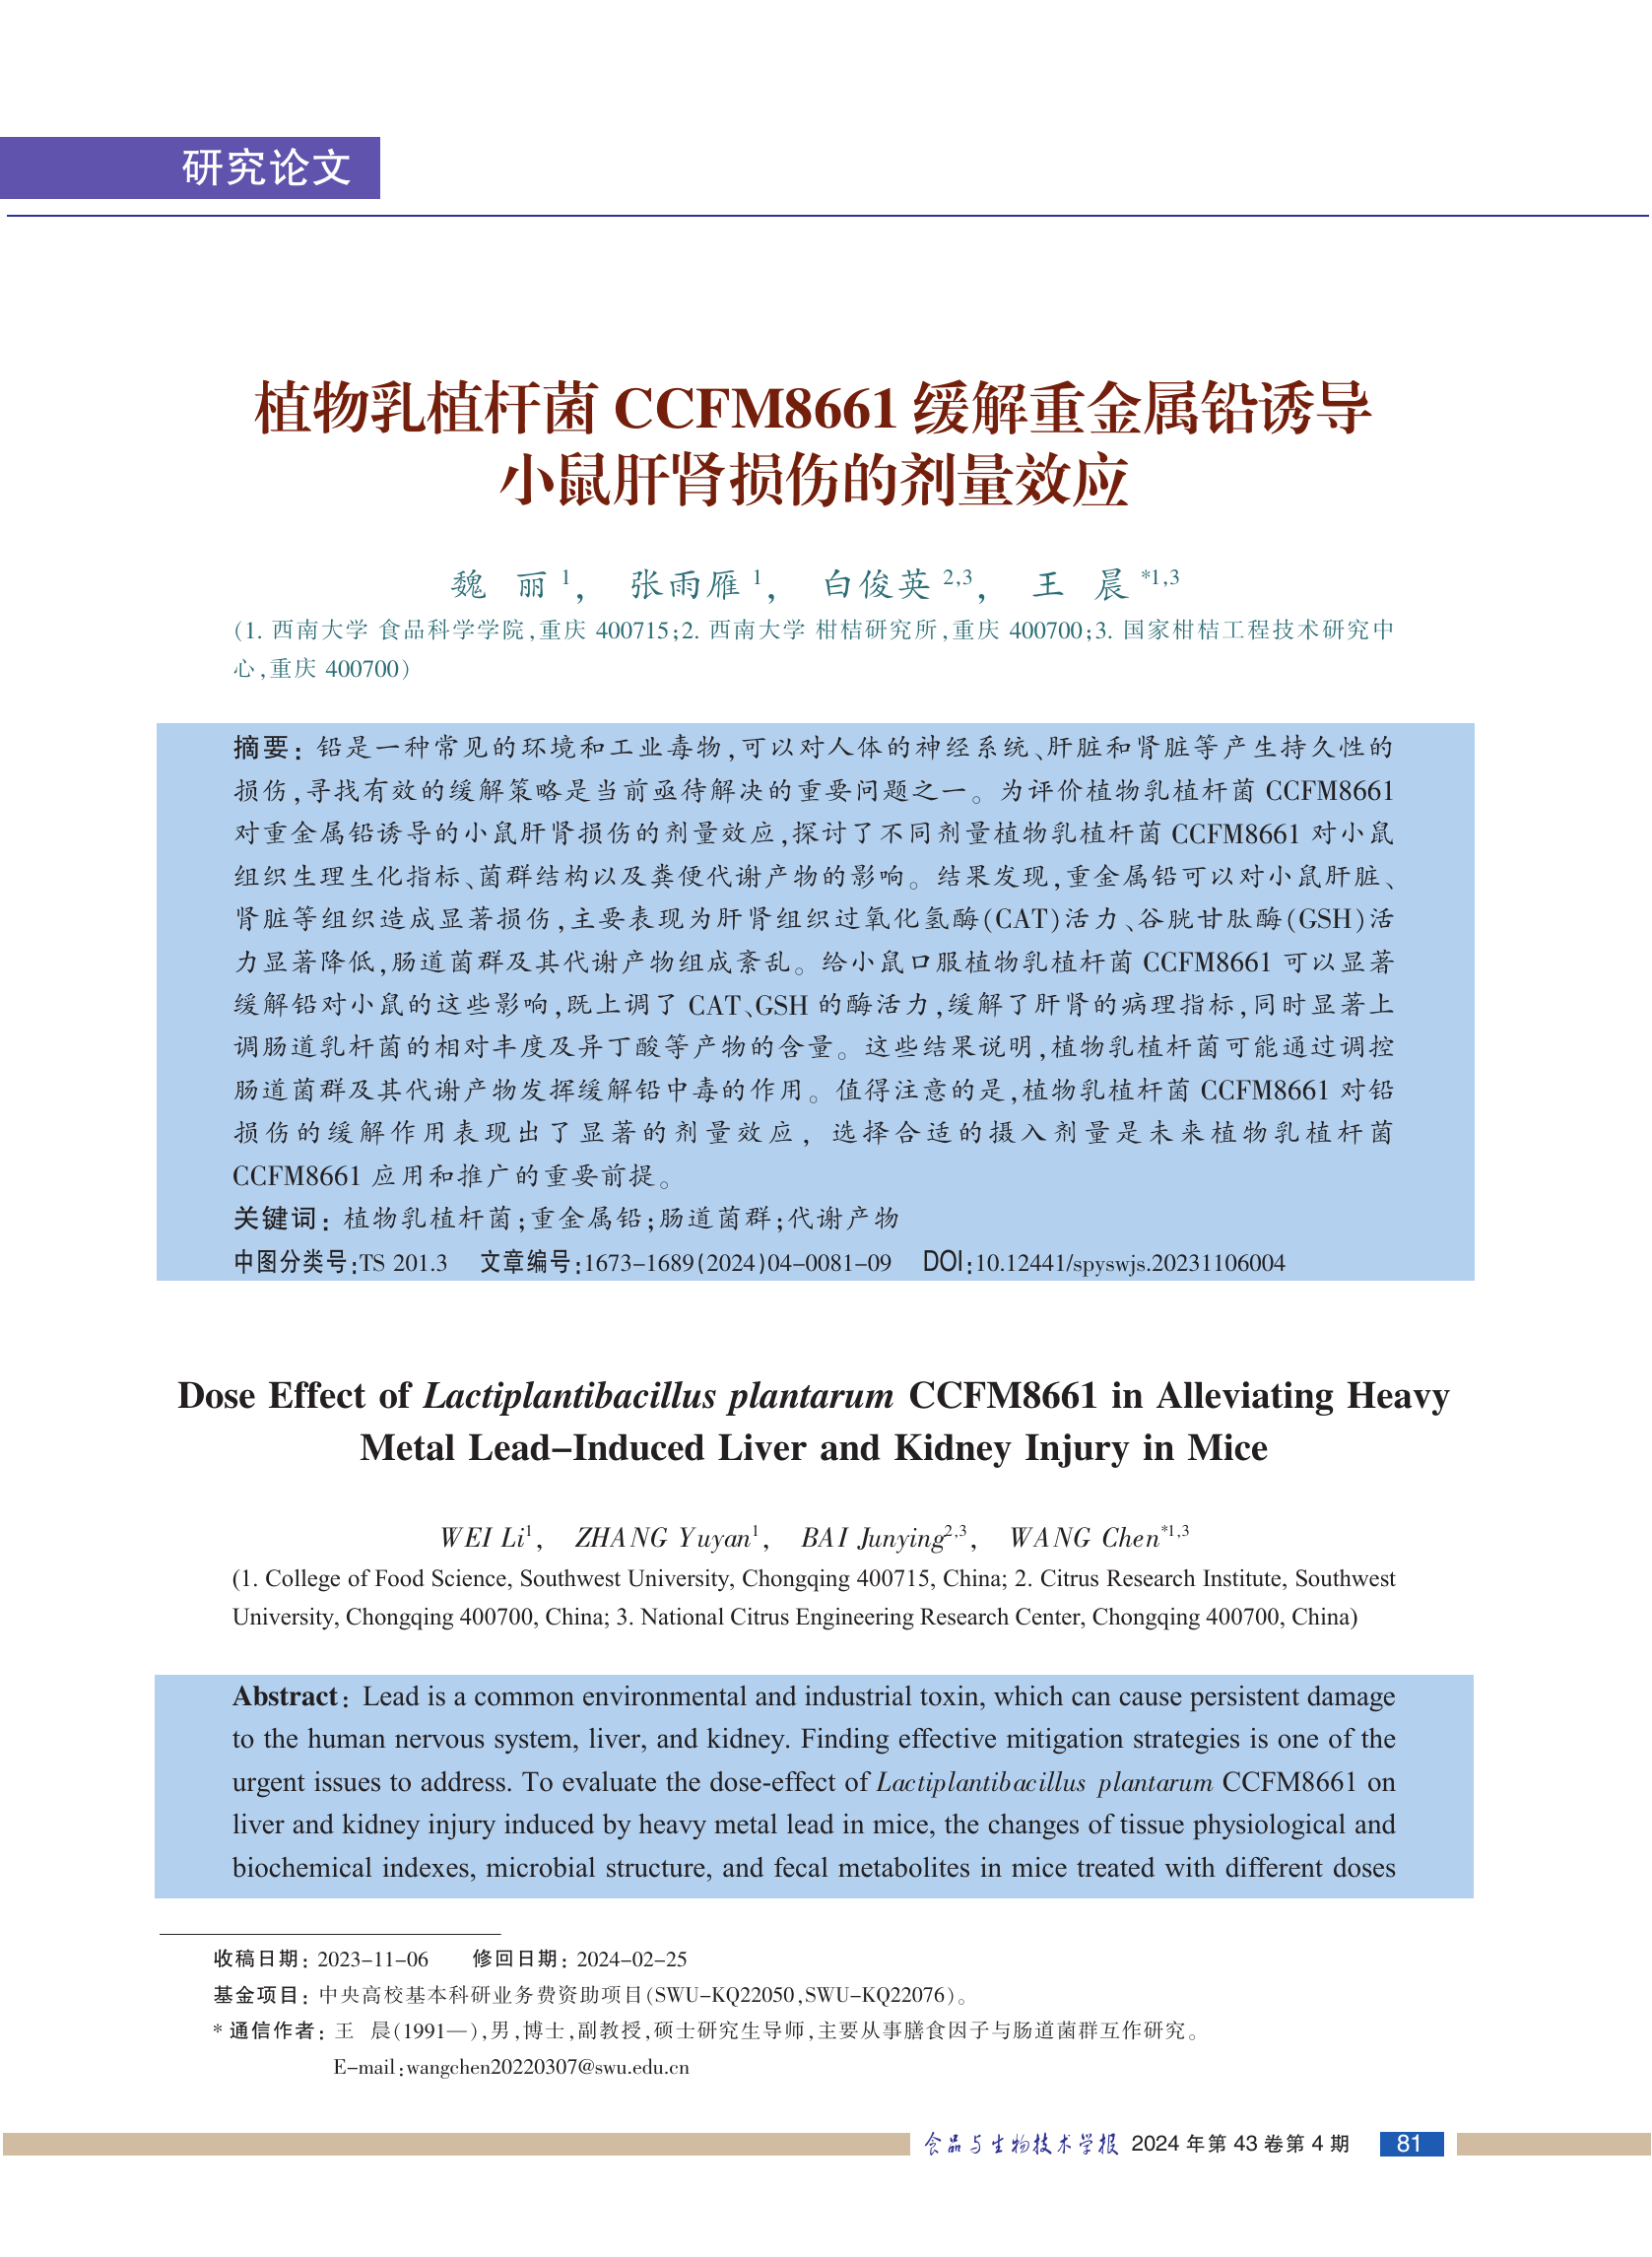 研究论文
植物乳植杆菌 CCFM8661 缓解重金属铅诱导
小鼠肝肾损伤的剂量效应
魏 丽 1， 张雨雁 1， 白俊英 2,3， 王 晨 *1,3
(1. 西南大学 食品科学学院,重庆 400715;2. 西南大学 柑桔研究所,重庆 400700;3. 国家柑桔工程技术研究中
心,重庆 400700)
摘要：铅是一种常见的环境和工业毒物,可以对人体的神经系统、肝脏和肾脏等产生持久性的
损伤,寻找有效的缓解策略是当前亟待解决的重要问题之一。为评价植物乳植杆菌 CCFM8661
对重金属铅诱导的小鼠肝肾损伤的剂量效应,探讨了不同剂量植物乳植杆菌 CCFM8661 对小鼠
组织生理生化指标、菌群结构以及粪便代谢产物的影响。结果发现,重金属铅可以对小鼠肝脏、
肾脏等组织造成显著损伤,主要表现为肝肾组织过氧化氢酶(CAT)活力、谷胱甘肽酶(GSH)活
力显著降低,肠道菌群及其代谢产物组成紊乱。给小鼠口服植物乳植杆菌 CCFM8661 可以显著
缓解铅对小鼠的这些影响,既上调了 CAT、GSH 的酶活力,缓解了肝肾的病理指标,同时显著上
调肠道乳杆菌的相对丰度及异丁酸等产物的含量。这些结果说明,植物乳植杆菌可能通过调控
肠道菌群及其代谢产物发挥缓解铅中毒的作用。值得注意的是,植物乳植杆菌 CCFM8661 对铅
损伤的缓解作用表现出了显著的剂量效应，选择合适的摄入剂量是未来植物乳植杆菌
CCFM8661 应用和推广的重要前提。
关键词：植物乳植杆菌;重金属铅;肠道菌群;代谢产物
中图分类号:TS 201.3 文章编号:1673-1689(2024)04-0081-09 DOI:10.12441/spyswjs.20231106004
Dose Effect of Lactiplantibacillus plantarum CCFM8661 in Alleviating Heavy
Metal Lead-Induced Liver and Kidney Injury in Mice
WEI Li1, ZHANG Yuyan1, BAI Junying2,3, WANG Chen*1,3
(1. College of Food Science, Southwest University, Chongqing 400715, China; 2. Citrus Research Institute, Southwest
University, Chongqing 400700, China; 3. National Citrus Engineering Research Center, Chongqing 400700, China)
Abstract: Lead is a common environmental and industrial toxin, which can cause persistent damage
to the human nervous system, liver, and kidney. Finding effective mitigation strategies is one of the
urgent issues to address. To evaluate the dose-effect of Lactiplantibacillus plantarum CCFM8661 on
liver and kidney injury induced by heavy metal lead in mice, the changes of tissue physiological and
biochemical indexes, microbial structure, and fecal metabolites in mice treated with different doses
收稿日期：2023-11-06 修回日期：2024-02-25
基金项目：中央高校基本科研业务费资助项目(SWU-KQ22050,SWU-KQ22076)。
* 通信作者：王 晨(1991—),男,博士,副教授,硕士研究生导师,主要从事膳食因子与肠道菌群互作研究。
E-mail:wangchen20220307@swu.edu.cn
食品与生物技术学报 2024 年第 43 卷第 4 期 81